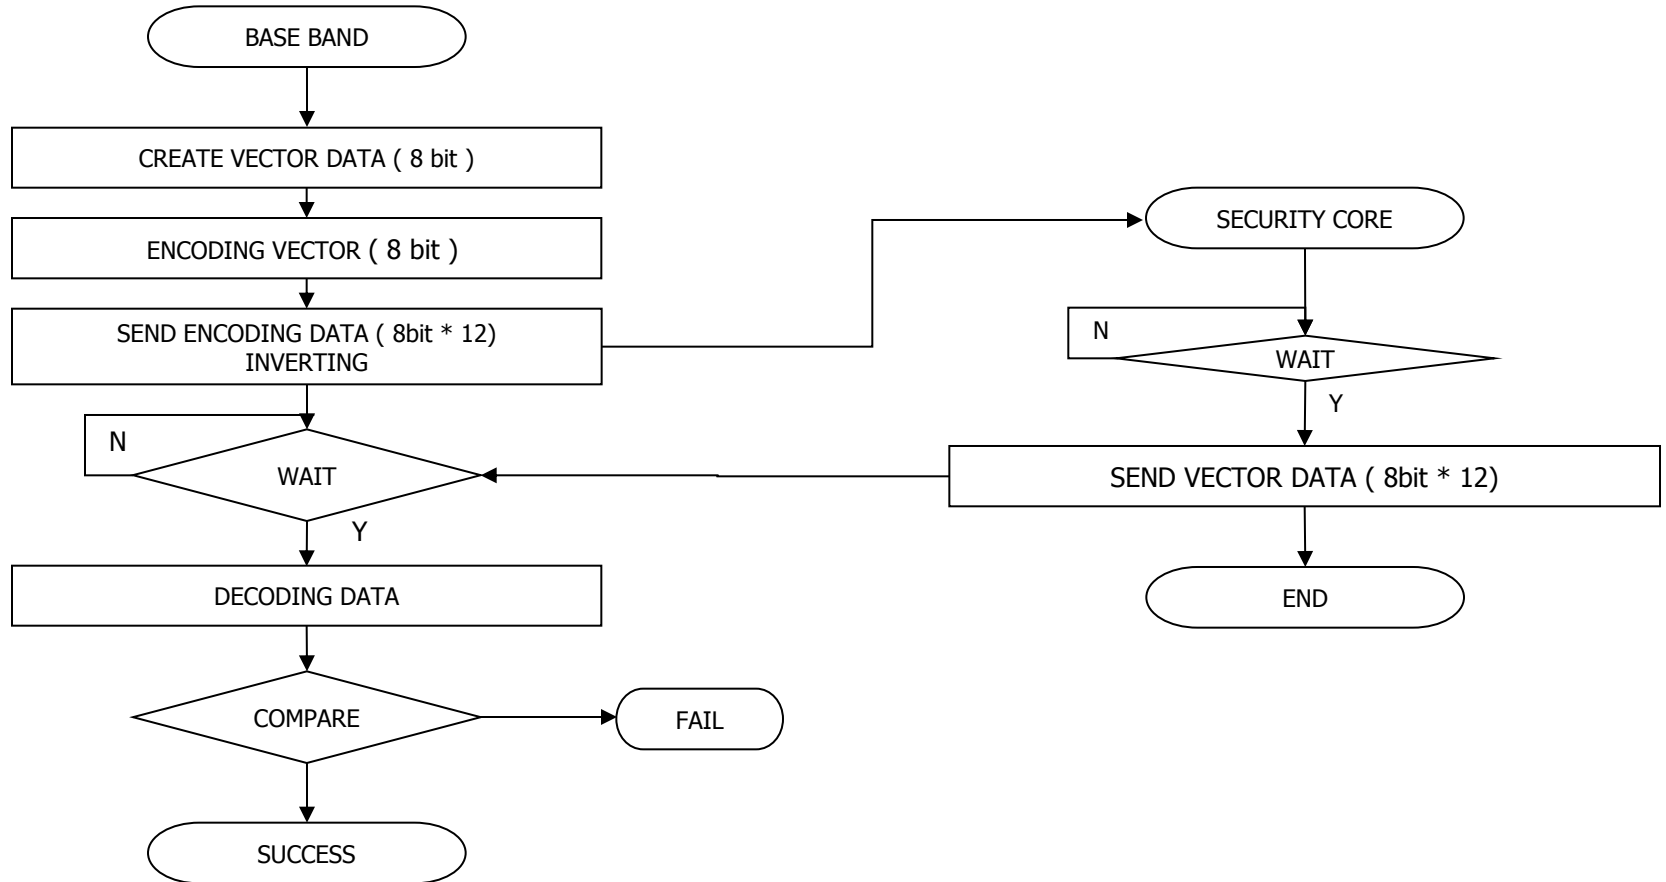 BASE BAND
CREATE VECTOR DATA ( 8 bit )
ENCODING VECTOR ( 8 bit )
SEND ENCODING DATA ( 8bit * 12)
INVERTING
N
WAIT
Y
DECODING DATA
COMPARE
FAIL
SUCCESS
SECURITY CORE
N
WAIT
Y
SEND VECTOR DATA ( 8bit * 12)
END